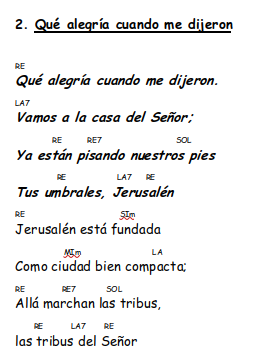 2. Qué alegría cuando me dijeron
RE
Qué alegría cuando me dijeron.
LA7
Vamos a la casa del Señor;
RE RE7 SOL
Ya están pisando nuestros pies
RE LA7 RE
Tus umbrales, Jerusalén
RE SIm
Jerusalén está fundada
MIm LA
Como ciudad bien compacta;
RE RE7 SOL
Allá marchan las tribus,
RE LA7 RE
las tribus del Señor